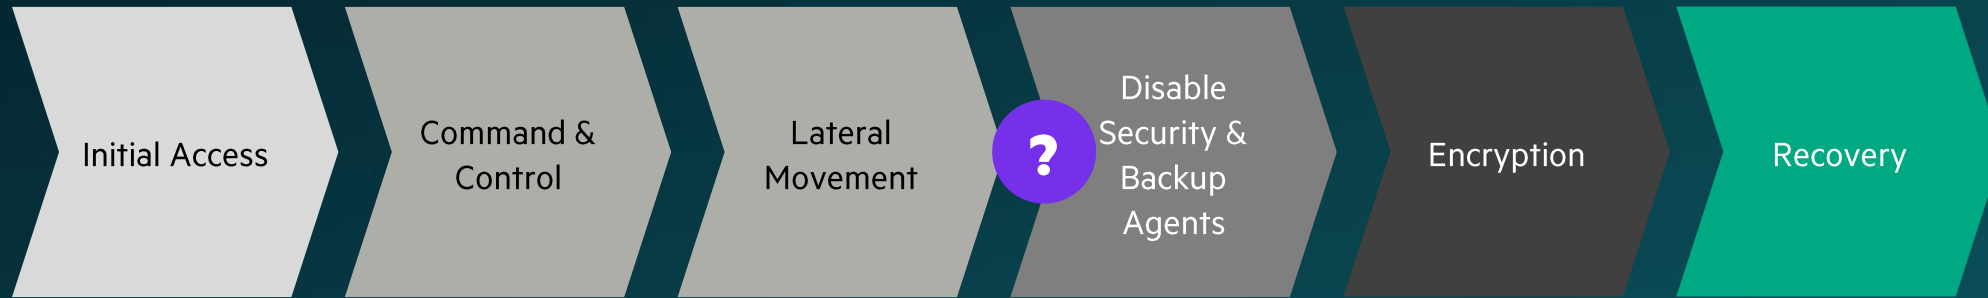 Initial Access
Command &
Control
Lateral
Movement
?
Disable
Security &
Backup
Agents
Encryption
Recovery